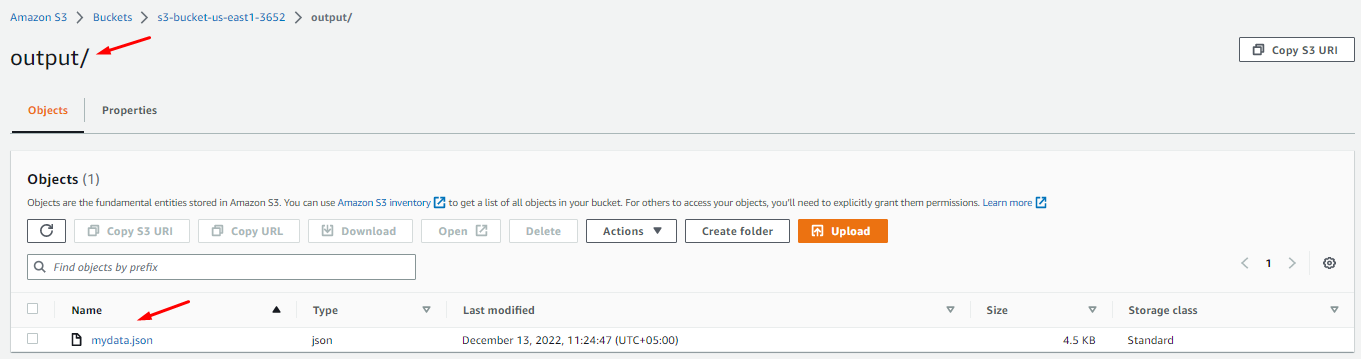 Amazon S3 > Buckets > s3-bucket-us-east1-3652 > output/
output/
Copy S3 URI
Objects Properties
Objects (1)
Objects are the fundamental entities stored in Amazon S3. You can use Amazon S3 inventory to get a list of all objects in your bucket. For others to access your objects, you'll need to explicitly grant them permissions. Learn more
Copy S3 URI Copy URL Download Open Delete Actions Create folder Upload
Find objects by prefix
1
Name Type Last modified Size Storage class
mydata.json json December 13, 2022, 11:24:47 (UTC+05:00) 4.5 KB Standard